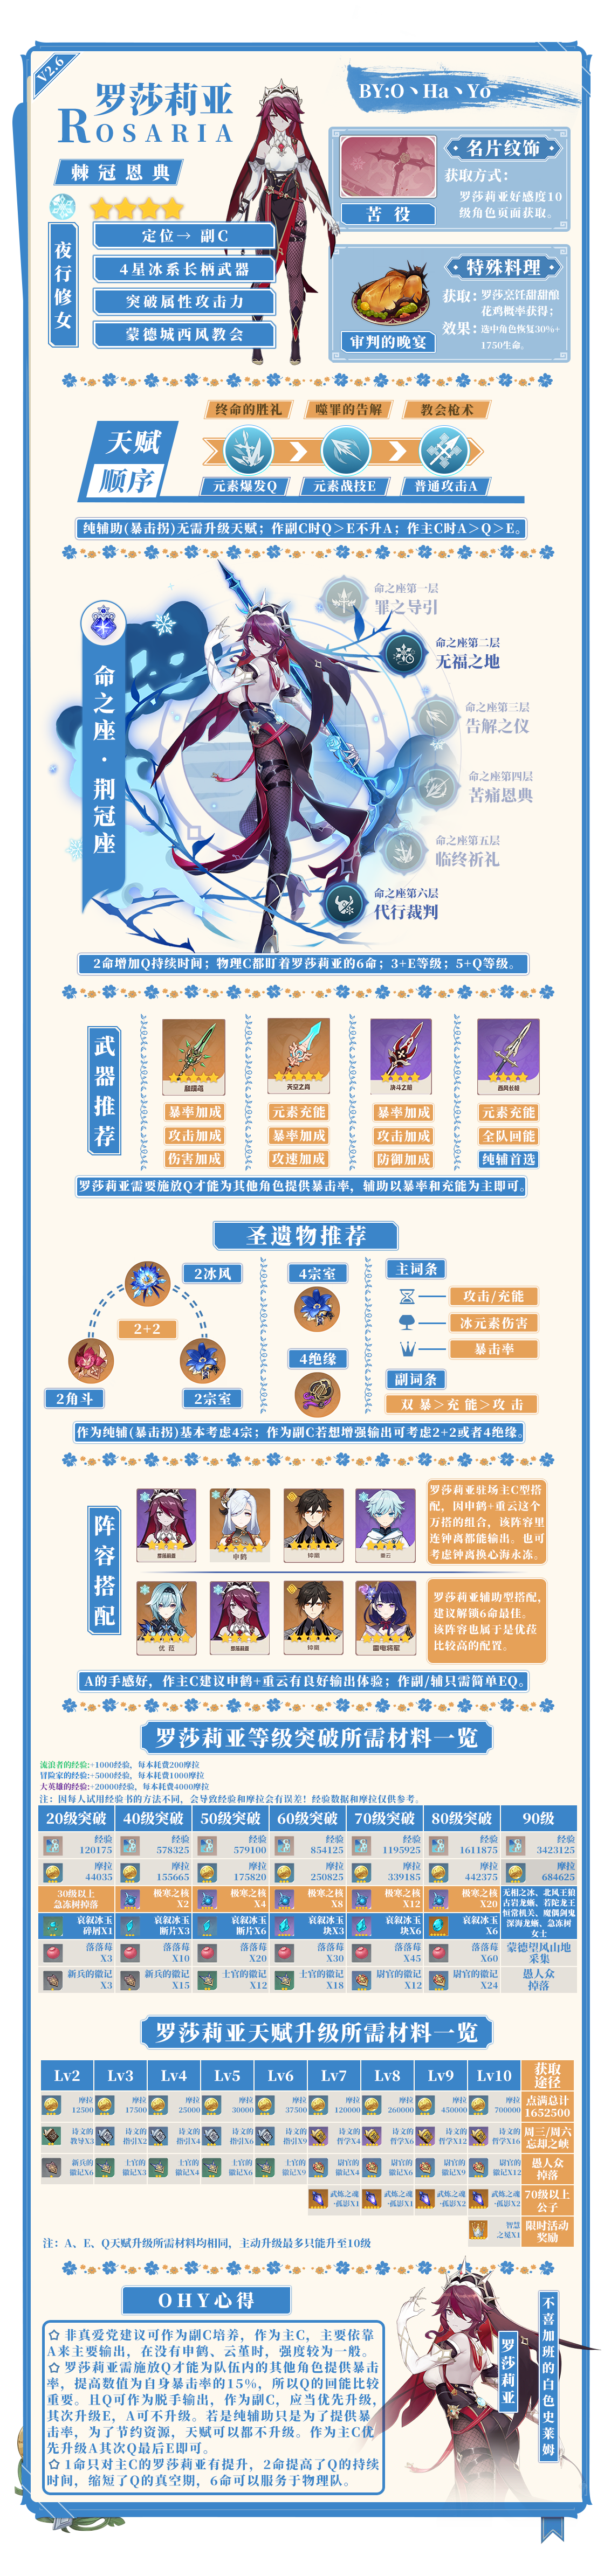 V2.6
罗莎莉亚
ROSARIA
BY:O丶Ha丶Yo
棘冠恩典
夜行修女
定位→ 副C
4星冰系长柄武器
突破属性攻击力
蒙德城西风教会
苦役
名片纹饰
获取方式:
罗莎莉亚好感度10
级角色页面获取。
审判的晚宴
特殊料理
获取: 罗莎烹饪甜甜酿
花鸡概率获得;
效果: 选中角色恢复30%+
1750生命。
天赋
顺序
终命的胜礼
噬罪的告解
教会枪术
元素爆发Q
元素战技E
普通攻击A
纯辅助(暴击拐)无需升级天赋; 作副C时Q>E不升A; 作主C时A>Q>E。
命之座·荆冠座
命之座第一层
罪之导引
命之座第二层
无福之地
命之座第三层
告解之仪
命之座第四层
苦痛恩典
命之座第五层
临终祈礼
命之座第六层
代行裁判
2命增加Q持续时间; 物理C都盯着罗莎莉亚的6命; 3+E等级; 5+Q等级。
武器推荐
天空之脊
决斗之枪
西风长枪
暴率加成
攻击加成
伤害加成
元素充能
暴率加成
攻速加成
暴率加成
攻击加成
防御加成
元素充能
全队回能
纯辅首选
罗莎莉亚需要施放Q才能为其他角色提供暴击率, 辅助以暴率和充能为主即可。
圣遗物推荐
2冰风
2+2
2角斗
2宗室
4宗室
4绝缘
主词条
攻击/充能
冰元素伤害
暴击率
副词条
双暴>充能>攻击
作为纯辅(暴击拐)基本考虑4宗; 作为副C若想增强输出可考虑2+2或者4绝缘。
阵容搭配
罗莎莉亚
申鹤
钟离
重云
罗莎莉亚驻场主C型搭
配, 因申鹤+重云这个
万搭的组合, 该阵容里
连钟离都能输出。也可
考虑钟离换心海永冻。
优菈
罗莎莉亚
钟离
雷电将军
罗莎莉亚辅助型搭配,
建议解锁6命最佳。
该阵容也属于是优菈
比较高的配置。
A的手感好, 作主C建议申鹤+重云有良好输出体验; 作副/辅只需简单EQ。
罗莎莉亚等级突破所需材料一览
流浪者的经验:+1000经验, 每本耗费200摩拉
冒险家的经验:+5000经验, 每本耗费1000摩拉
大英雄的经验:+20000经验, 每本耗费4000摩拉
注: 因每人试用经验书的方法不同, 会导致经验和摩拉会有误差! 经验数据和摩拉仅供参考。
20级突破 40级突破 50级突破 60级突破 70级突破 80级突破 90级
经验 经验 经验 经验 经验 经验 经验
120175 578325 579100 854125 1195925 1611875 3423125
摩拉 摩拉 摩拉 摩拉 摩拉 摩拉 摩拉
44035 155665 175820 250825 339185 442375 684625
30级以上 极寒之核 极寒之核 极寒之核 极寒之核 极寒之核 无相之冰、北风王狼
急冻树掉落 X2 X4 X8 X12 X20 古岩龙蜥、若陀龙王
哀叙冰玉 哀叙冰玉 哀叙冰玉 哀叙冰玉 哀叙冰玉 哀叙冰玉 恒常机关、魔偶剑鬼
碎屑X1 断片X3 断片X6 块X3 块X6 X6 深海龙蜥、急冻树
女士
落落莓 落落莓 落落莓 落落莓 落落莓 落落莓 蒙德望风山地
X3 X10 X20 X30 X45 X60 采集
新兵的徽记 新兵的徽记 士官的徽记 士官的徽记 尉官的徽记 尉官的徽记 愚人众
X3 X15 X12 X18 X12 X24 掉落
罗莎莉亚天赋升级所需材料一览
Lv2 Lv3 Lv4 Lv5 Lv6 Lv7 Lv8 Lv9 Lv10 获取
途径
摩拉 摩拉 摩拉 摩拉 摩拉 摩拉 摩拉 摩拉 摩拉 点满总计
12500 17500 25000 30000 37500 120000 260000 450000 700000 1652500
诗文的 诗文的 诗文的 诗文的 诗文的 诗文的 诗文的 诗文的 诗文的 周三/周六
教导X3 指引X2 指引X4 指引X6 指引X9 哲学X4 哲学X6 哲学X12 哲学X16 忘却之峡
新兵的 士官的 士官的 士官的 士官的 尉官的 尉官的 尉官的 尉官的 愚人众
徽记X6 徽记X3 徽记X4 徽记X6 徽记X9 徽记X4 徽记X6 徽记X9 徽记X12 掉落
武炼之魂 武炼之魂 武炼之魂 武炼之魂 70级以上
·孤影X1 ·孤影X1 ·孤影X2 ·孤影X2 公子
智慧 限时活动
之冕X1 奖励
注: A、E、Q天赋升级所需材料均相同, 主动升级最多只能升至10级
OHY心得
✩ 非真爱党建议可作为副C培养, 作为主C, 主要依靠
A来主要输出, 在没有申鹤、云堇时, 强度较为一般。
✩ 罗莎莉亚需施放Q才能为队伍内的其他角色提供暴击
率, 提高数值为自身暴击率的15%, 所以Q的回能比较
重要。且Q可作为脱手输出, 作为副C, 应当优先升级,
其次升级E, A可不升级。若是纯辅助只是为了提供暴
击率, 为了节约资源, 天赋可以都不升级。作为主C优
先升级A其次Q最后E即可。
✩ 1命只对主C的罗莎莉亚有提升, 2命提高了Q的持续
时间, 缩短了Q的真空期, 6命可以服务于物理队。
罗莎莉亚
不喜加班的白色史莱姆